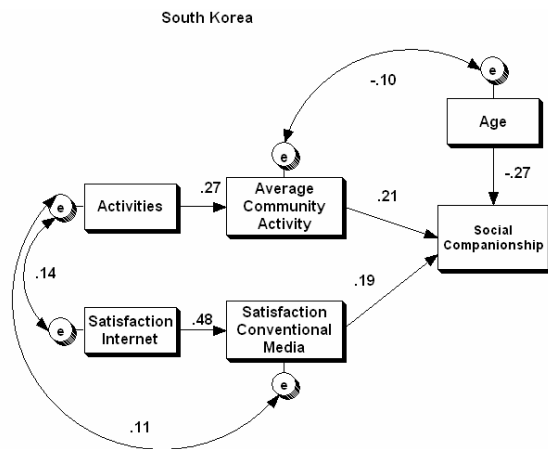 South Korea
e
-.10
Age
e
.27
Average
Community
Activity
-.27
e
Activities
.21
Social
Companionship
.14
.19
e
Satisfaction
Internet
.48
Satisfaction
Conventional
Media
e
.11